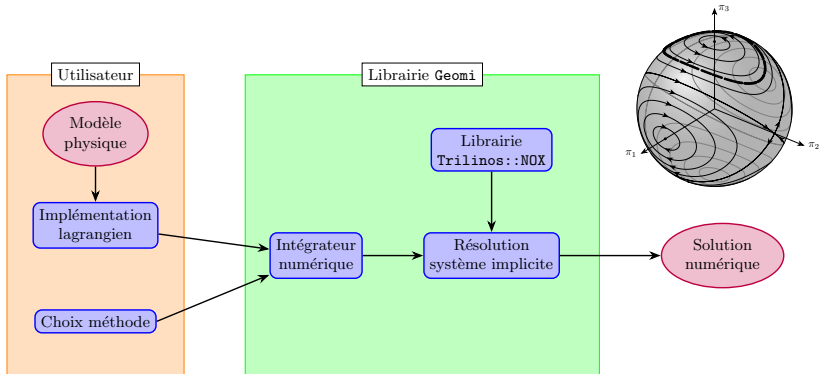 Utilisateur
Modèle
physique
Implémentation
lagrangien
Choix méthode
Librairie Geomi
Librairie
Trilinos::NOX
Intégrateur
numérique
Résolution
système implicite
Solution
numérique
π₃
π₁
π₂